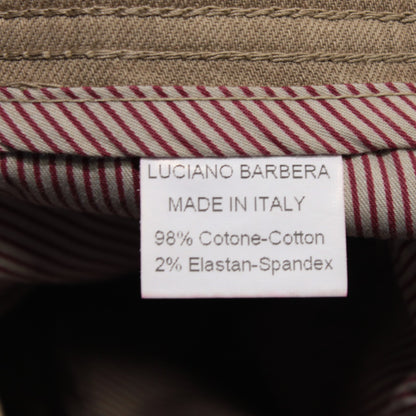 LUCIANO BARBERA
MADE IN ITALY
98% Cotone-Cotton
2% Elastan-Spandex